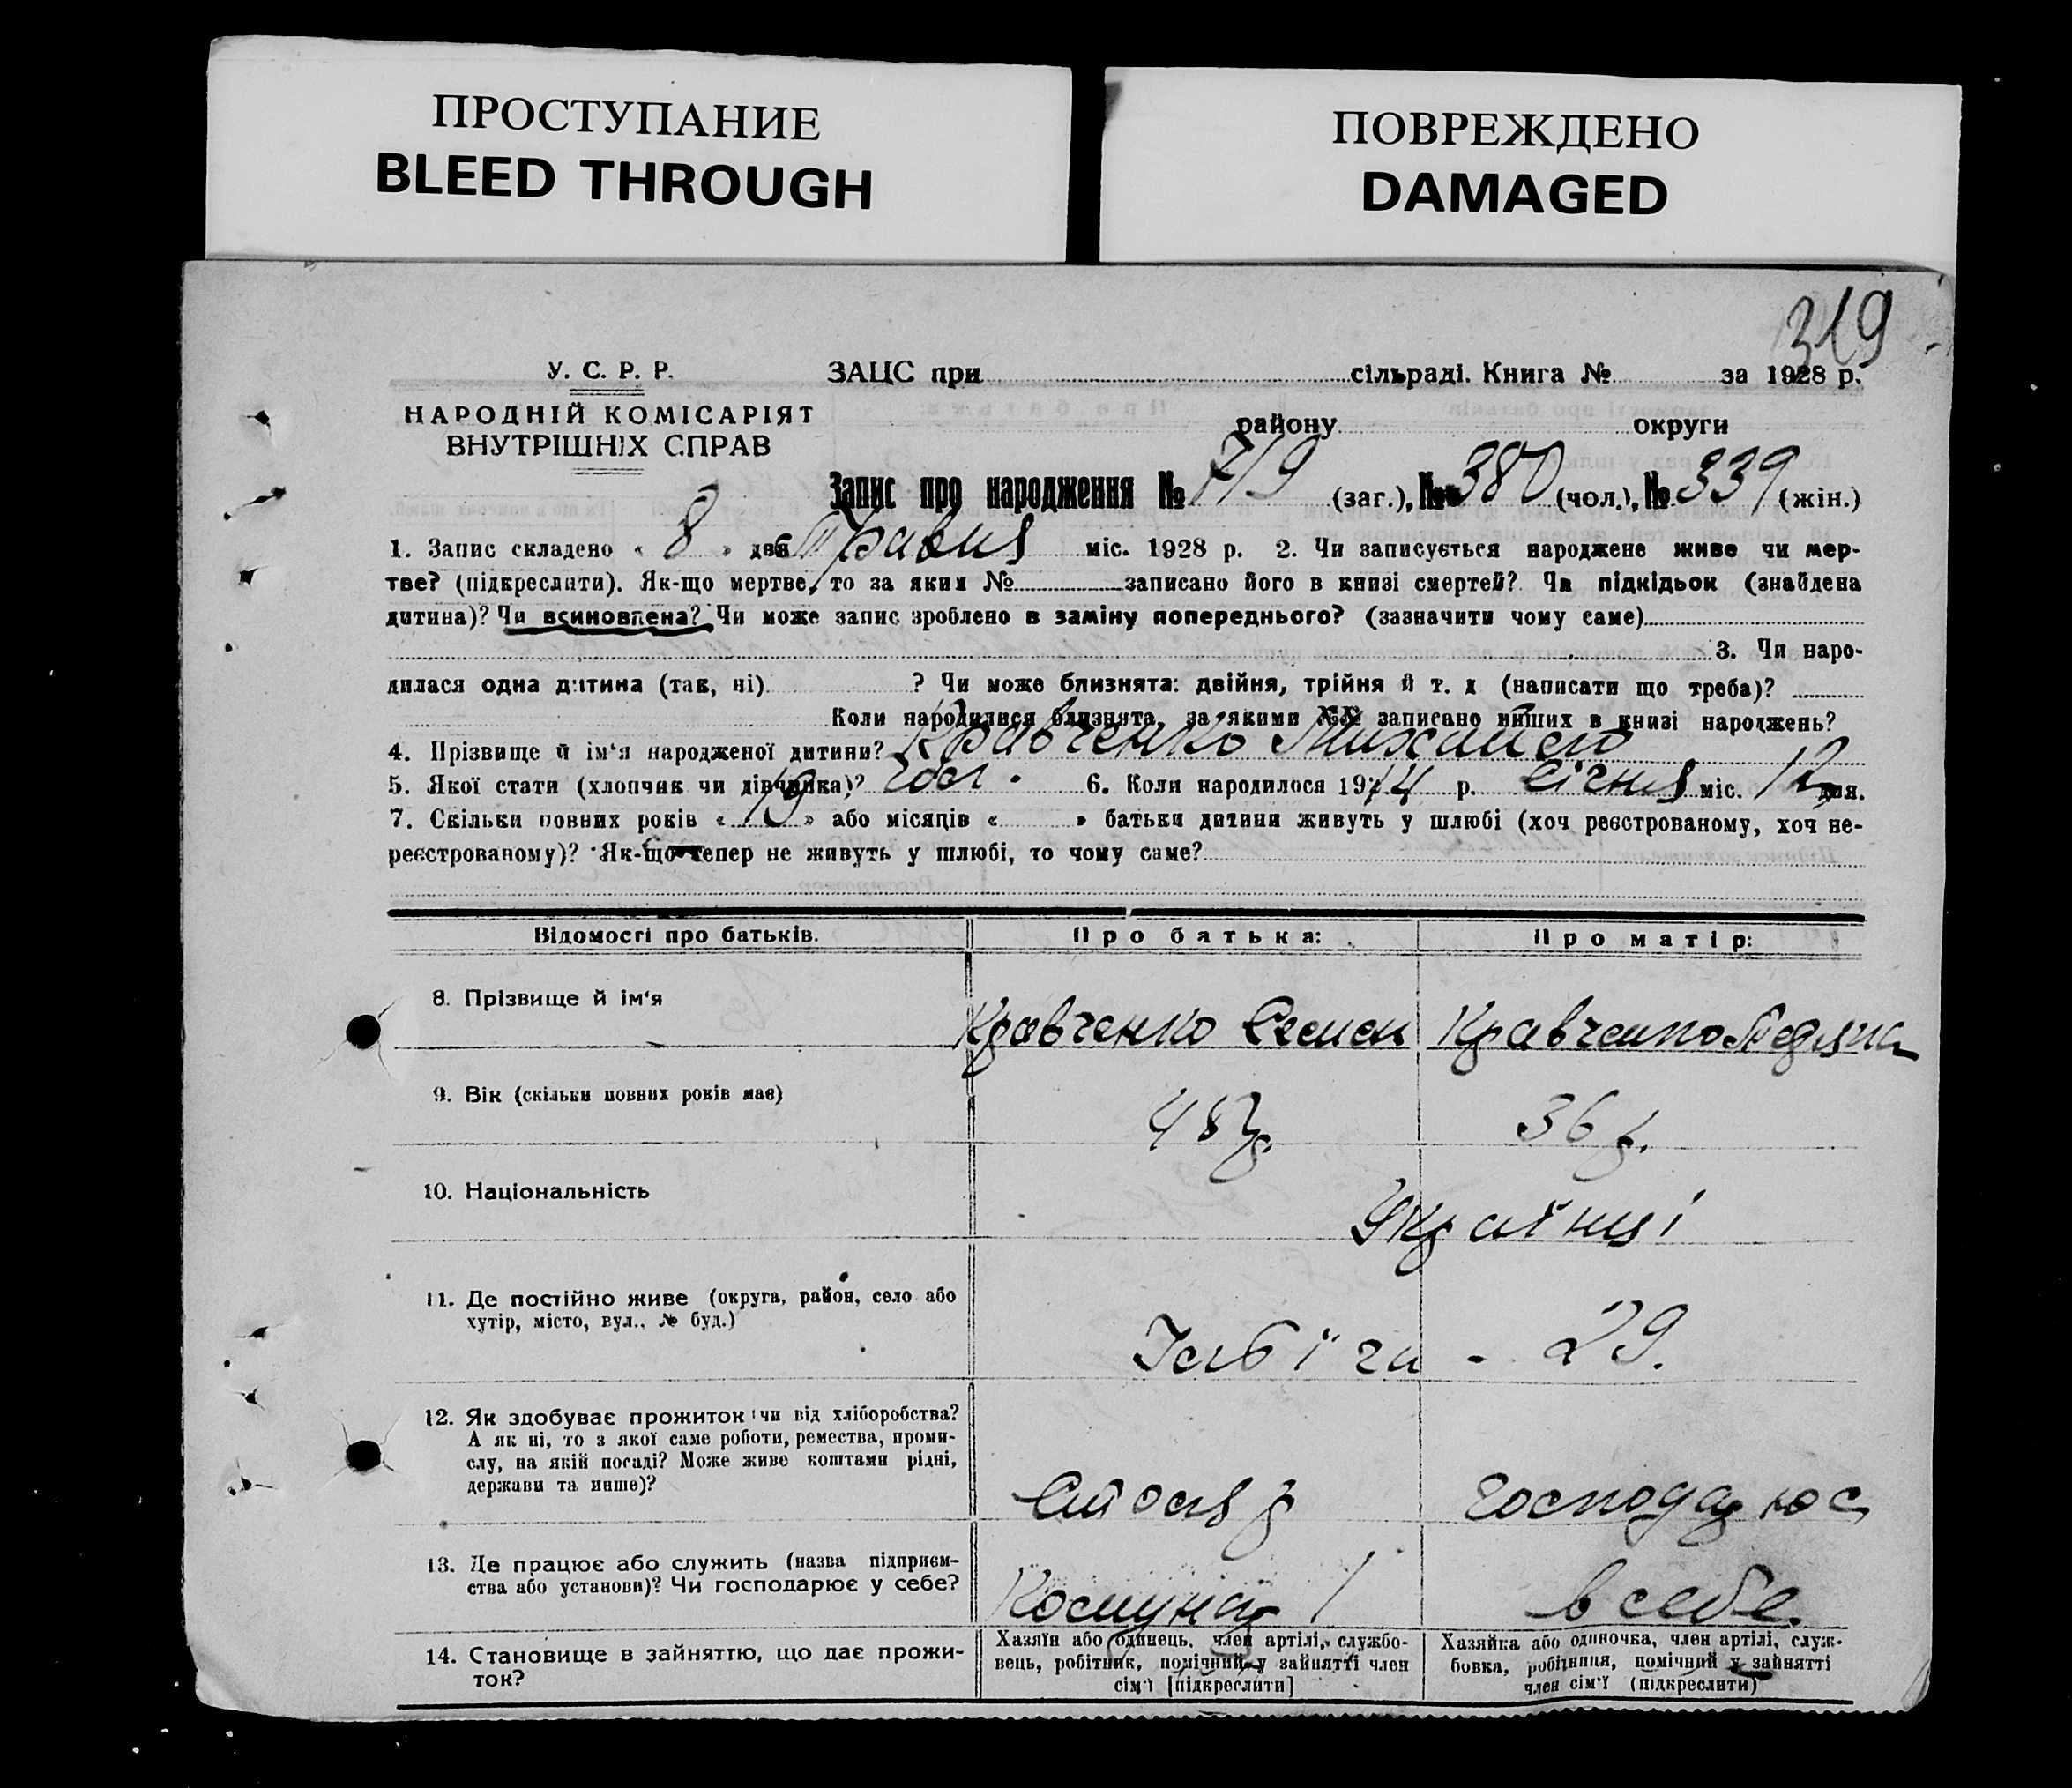 ПРОСТУПАНИЕ
BLEED THROUGH
ПОВРЕЖДЕНО
DAMAGED
319
У. С. Р. Р.
НАРОДНІЙ КОМІСАРІЯТ
ВНУТРІШНІХ СПРАВ
ЗАЦС при сільраді. Книга № за 1928 р.
району округи
Запис про народження № 719 (заг.), № 380 (чол.), № 339 (жін.)
1. Запис складено « 8 » дня Травня міс. 1928 р. 2. Чи записується народжене живе чи мер-
тве? (підкреслити). Як-що мертве, то за яким № записано його в книзі смертей? Чи підкідьок (знайдена
дитина)? Чи всиновлена? Чи може запис зроблено в заміну попереднього? (зазначити чому саме)
3. Чи наро-
дилася одна дитина (так, ні) ? Чи може близнята: двійня, трійня й т. д (написати що треба)?
Коли народилися близнята, за якими №№ записано инших в книзі народжень?
4. Прізвище й ім‘я народженої дитини? Кравченко Михайло
5. Якої стати (хлопчик чи дівчинка)? чол. 6. Коли народилося 1914 р. Січня міс. 12 дня.
7. Скільки повних років « 19 » або місяців « » батьки дитини живуть у шлюбі (хоч реєстрованому, хоч не-
реєстрованому)? Як-що тепер не живуть у шлюбі, то чому саме?
Відомості про батьків. Про батька: Про матір:
8. Прізвище й ім‘я Кравченко Семен Кравченко
9. Вік (скільки повних років має) 48 р. 36 р.
10. Національність Українці
11. Де постійно живе (округа, район, село або
хутір, місто, вул., № буд.)
29.
12. Як здобуває прожиток (чи від хліборобства?
А як ні, то з якої саме роботи, ремества, проми-
слу, на якій посаді? Може живе коштами рідні,
держави та инше)?
Столяр Господарює
13. Де працює або служить (назва підприєм-
ства або установи)? Чи господарює у себе?
в себе.
14. Становище в зайняттю, що дає прожи-
ток?
Хазяїн або одинець, член артілі, службо-
вець, робітник, помічний у зайнятті член
сім‘ї [підкреслити]
Хазяйка або одиночка, член артілі, служ-
бовка, робітниця, помічний у зайнятті
член сім‘ї (підкреслити)